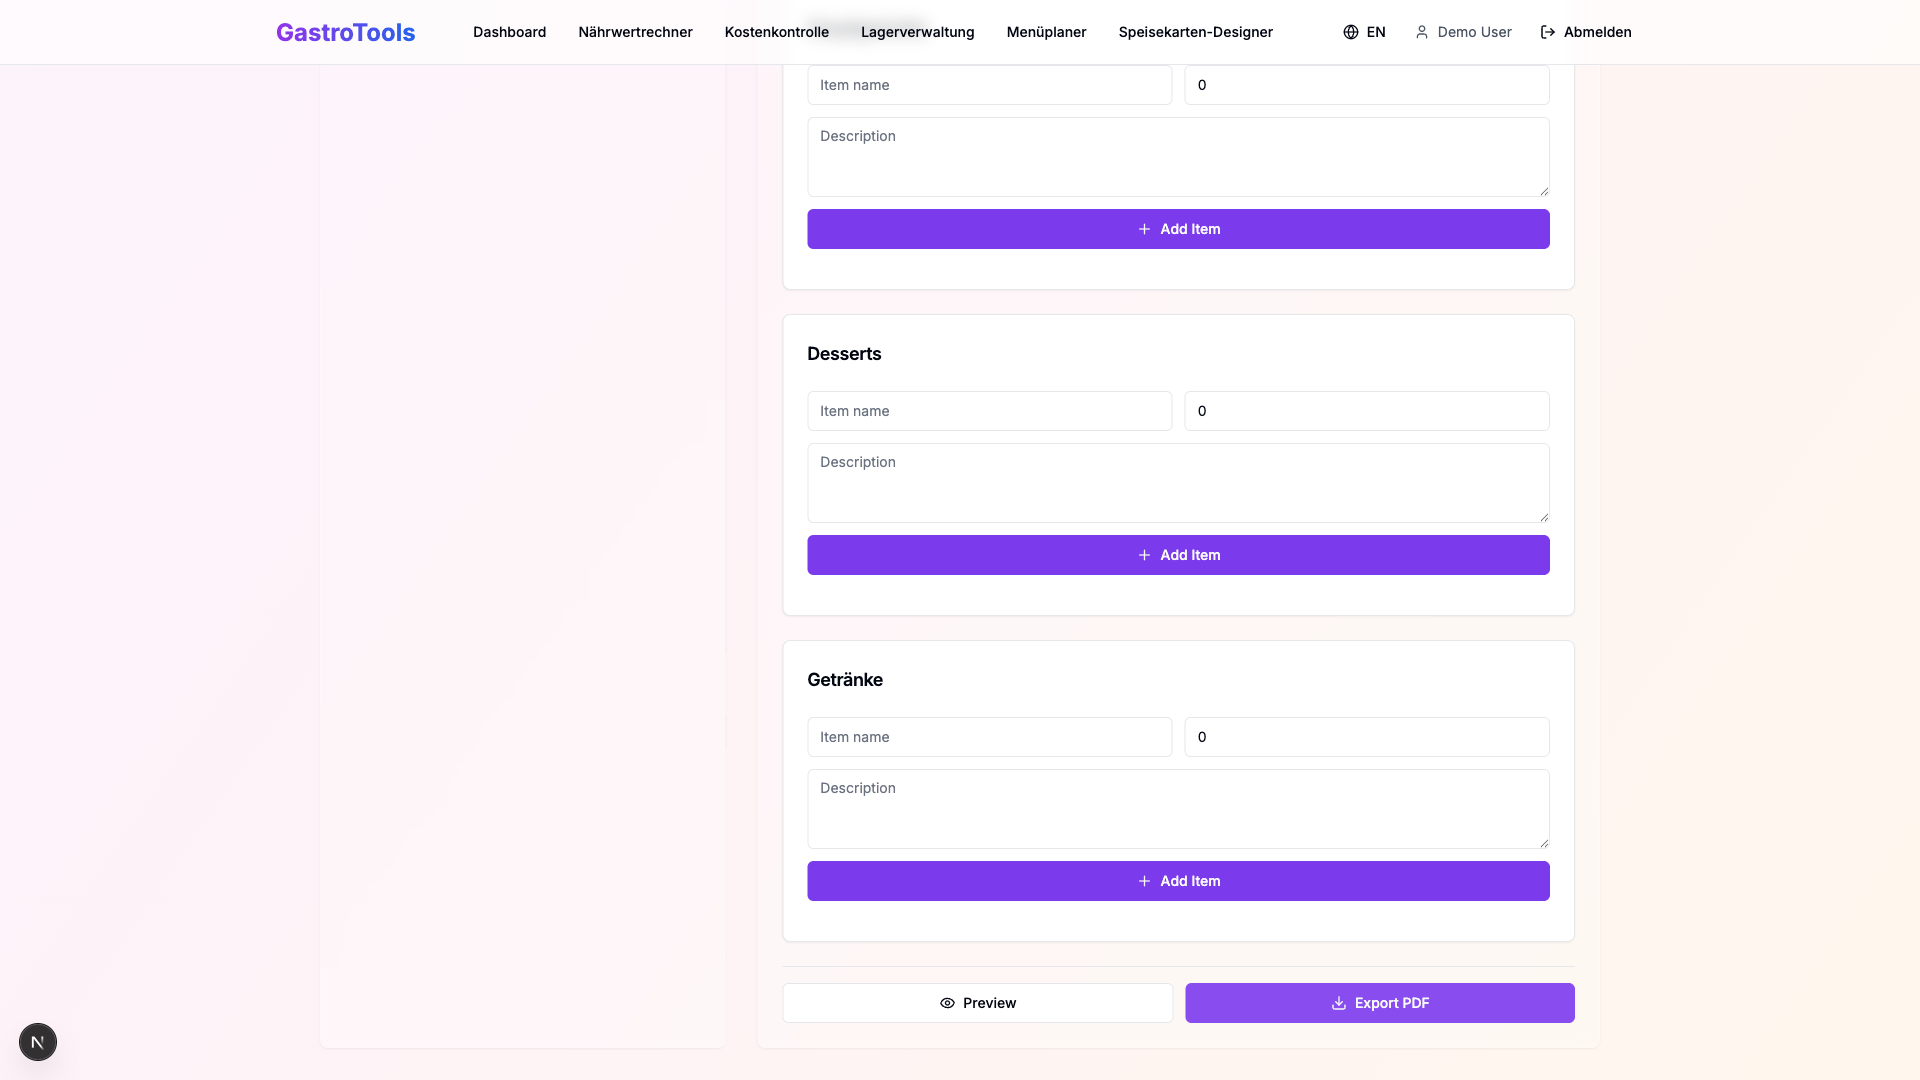 GastroTools Dashboard Nährwertrechner Kostenkontrolle Lagerverwaltung Menüplaner Speisekarten-Designer EN Demo User Abmelden
Item name 0
Description
+ Add Item
Desserts
Item name 0
Description
+ Add Item
Getränke
Item name 0
Description
+ Add Item
Preview Export PDF
N